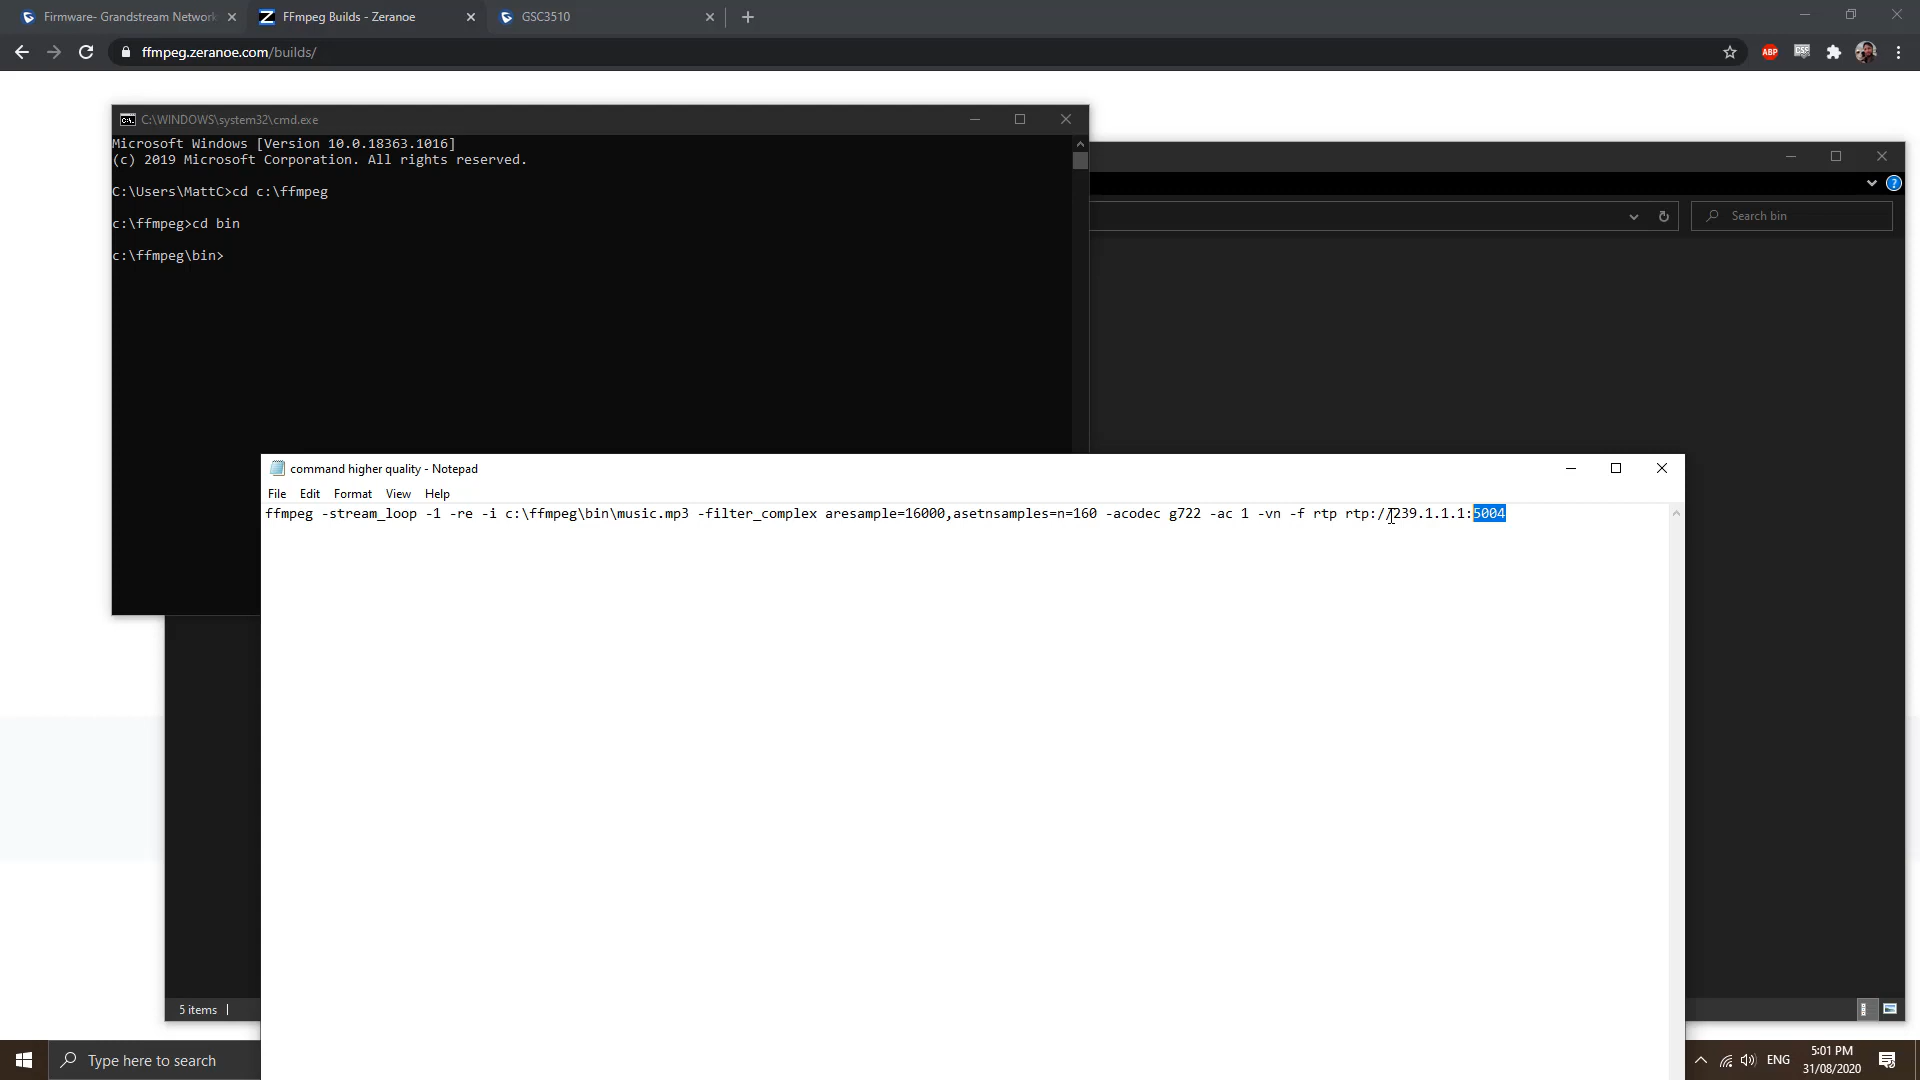 Firmware- Grandstream Network
FFmpeg Builds - Zeranoe
GSC3510
ffmpeg.zeranoe.com/builds/
ABP
CSP
C:\WINDOWS\system32\cmd.exe
Microsoft Windows [Version 10.0.18363.1016]
(c) 2019 Microsoft Corporation. All rights reserved.
C:\Users\MattC>cd c:\ffmpeg
c:\ffmpeg>cd bin
c:\ffmpeg\bin>
Search bin
command higher quality - Notepad
File Edit Format View Help
ffmpeg -stream_loop -1 -re -i c:\ffmpeg\bin\music.mp3 -filter_complex aresample=16000,asetnsamples=n=160 -acodec g722 -ac 1 -vn -f rtp rtp://239.1.1.1:5004
5 items
Type here to search
ENG
5:01 PM
31/08/2020